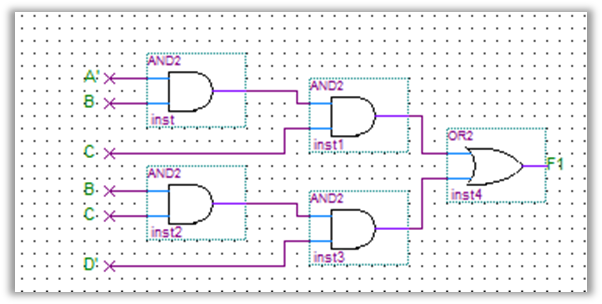 AND2
A'
B
inst
AND2
C
inst1
OR2
F1
inst4
AND2
B
C
inst2
AND2
D'
inst3